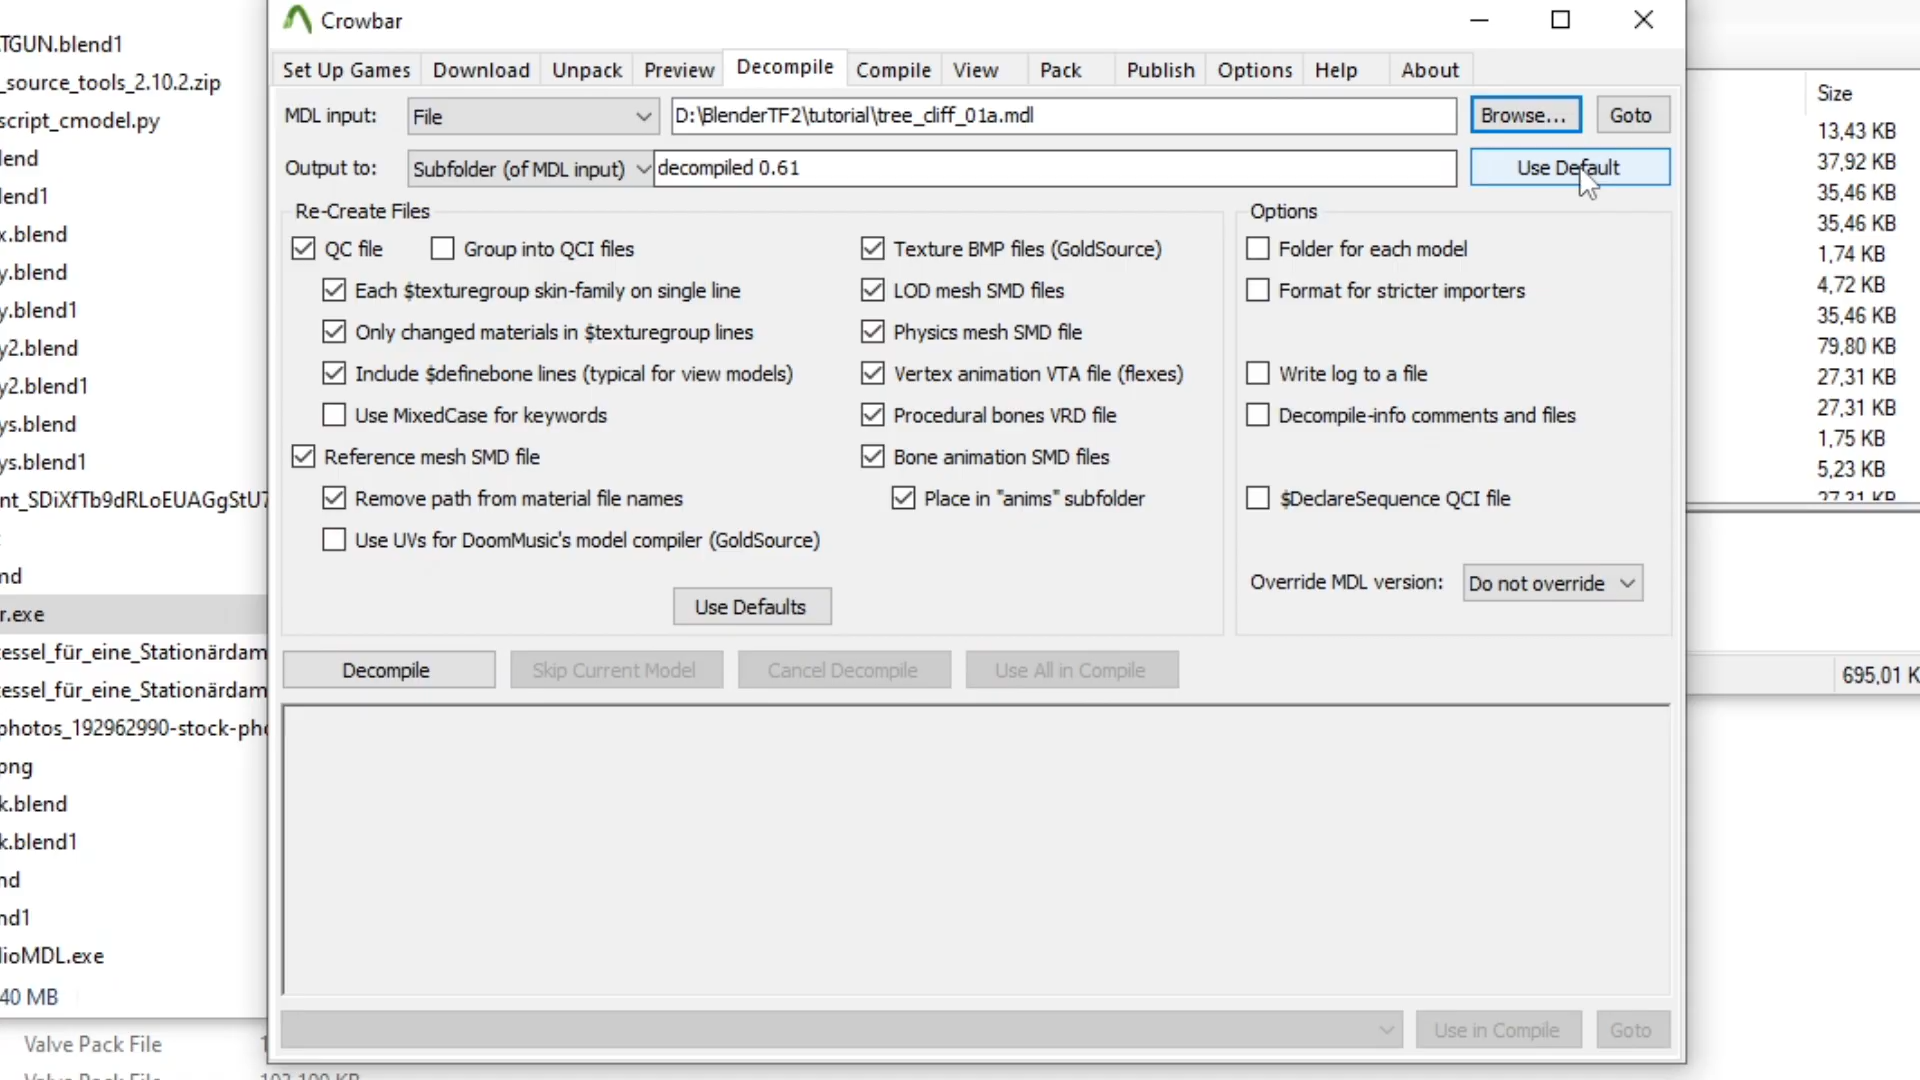 Crowbar
Set Up Games Download Unpack Preview Decompile Compile View Pack Publish Options Help About
MDL input: File D:\BlenderTF2\tutorial\tree_cliff_01a.mdl Browse... Goto
Output to: Subfolder (of MDL input) decompiled 0.61 Use Default
Re-Create Files
QC file Group into QCI files
Each $texturegroup skin-family on single line
Only changed materials in $texturegroup lines
Include $definebone lines (typical for view models)
Use MixedCase for keywords
Reference mesh SMD file
Remove path from material file names
Use UVs for DoomMusic's model compiler (GoldSource)
Texture BMP files (GoldSource)
LOD mesh SMD files
Physics mesh SMD file
Vertex animation VTA file (flexes)
Procedural bones VRD file
Bone animation SMD files
Place in "anims" subfolder
Use Defaults
Options
Folder for each model
Format for stricter importers
Write log to a file
Decompile-info comments and files
$DeclareSequence QCI file
Override MDL version: Do not override
Decompile Skip Current Model Cancel Decompile Use All in Compile
Use in Compile Goto
TGUN.blend1
_source_tools_2.10.2.zip
script_cmodel.py
lend
lend1
x.blend
y.blend
y.blend1
y2.blend
y2.blend1
ys.blend
ys.blend1
nt_SDiXfTb9dRLoEUAGgStU7
nd
r.exe
essel_für_eine_Stationärdam
essel_für_eine_Stationärdam
photos_192962990-stock-pho
png
k.blend
k.blend1
nd
nd1
lioMDL.exe
40 MB
Valve Pack File 1
Size
13,43 KB
37,92 KB
35,46 KB
35,46 KB
1,74 KB
4,72 KB
35,46 KB
79,80 KB
27,31 KB
27,31 KB
1,75 KB
5,23 KB
27,31 KB
695,01 K